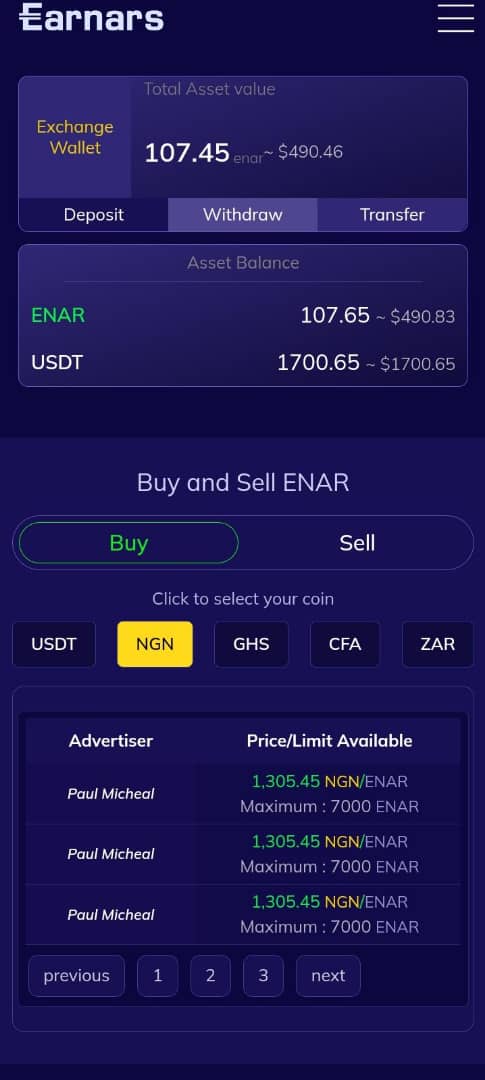 Earnars
Total Asset value
Exchange
Wallet
107.45 enar ~ $490.46
Deposit Withdraw Transfer
Asset Balance
ENAR 107.65 ~ $490.83
USDT 1700.65 ~ $1700.65
Buy and Sell ENAR
Buy Sell
Click to select your coin
USDT NGN GHS CFA ZAR
Advertiser Price/Limit Available
Paul Micheal 1,305.45 NGN/ENAR
Maximum : 7000 ENAR
Paul Micheal 1,305.45 NGN/ENAR
Maximum : 7000 ENAR
Paul Micheal 1,305.45 NGN/ENAR
Maximum : 7000 ENAR
previous 1 2 3 next